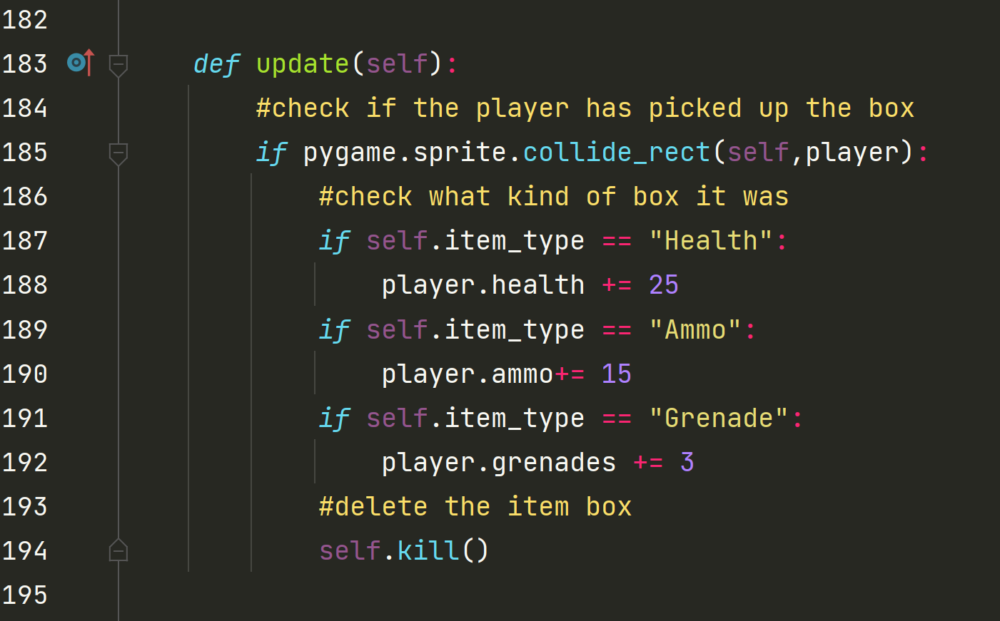 182
183 def update(self):
184 #check if the player has picked up the box
185 if pygame.sprite.collide_rect(self,player):
186 #check what kind of box it was
187 if self.item_type == "Health":
188 player.health += 25
189 if self.item_type == "Ammo":
190 player.ammo+= 15
191 if self.item_type == "Grenade":
192 player.grenades += 3
193 #delete the item box
194 self.kill()
195